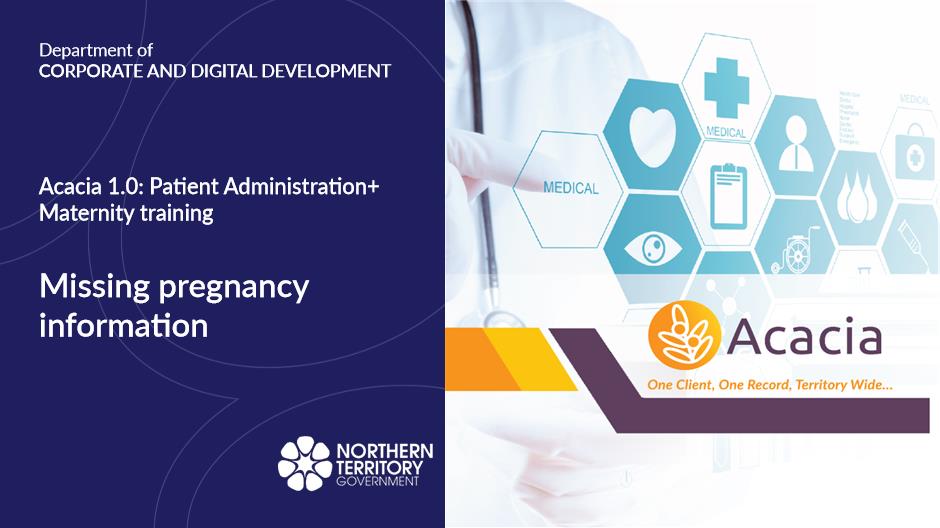 Department of
CORPORATE AND DIGITAL DEVELOPMENT
Acacia 1.0: Patient Administration+
Maternity training
Missing pregnancy
information
NORTHERN
TERRITORY
GOVERNMENT
MEDICAL
MEDICAL
MEDICAL
Acacia
One Client, One Record, Territory Wide...